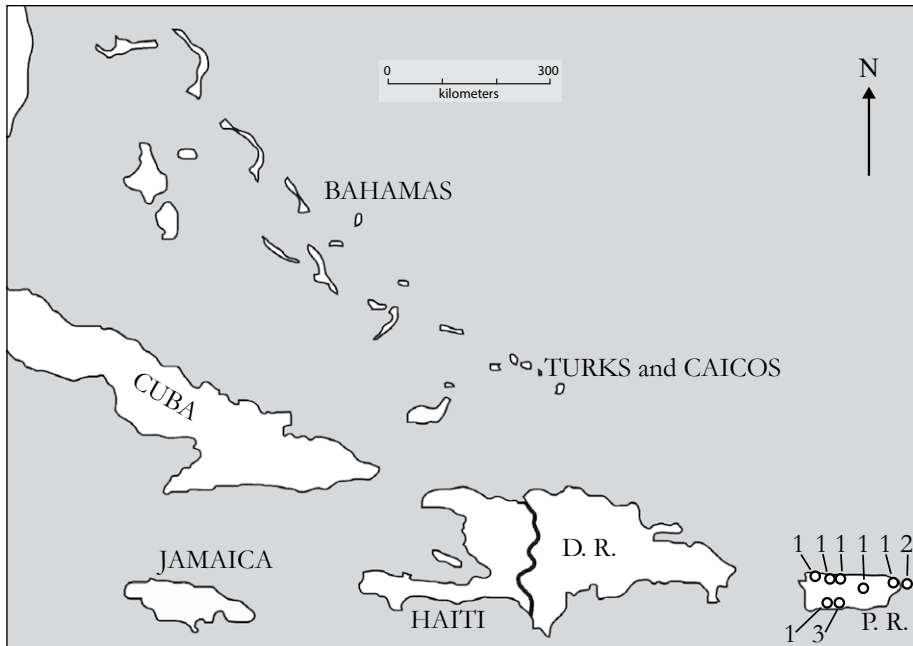 0 300
kilometers
N
BAHAMAS
TURKS and CAICOS
CUBA
D. R.
JAMAICA
HAITI
1 1 1 1 1 2
P. R.
1 3